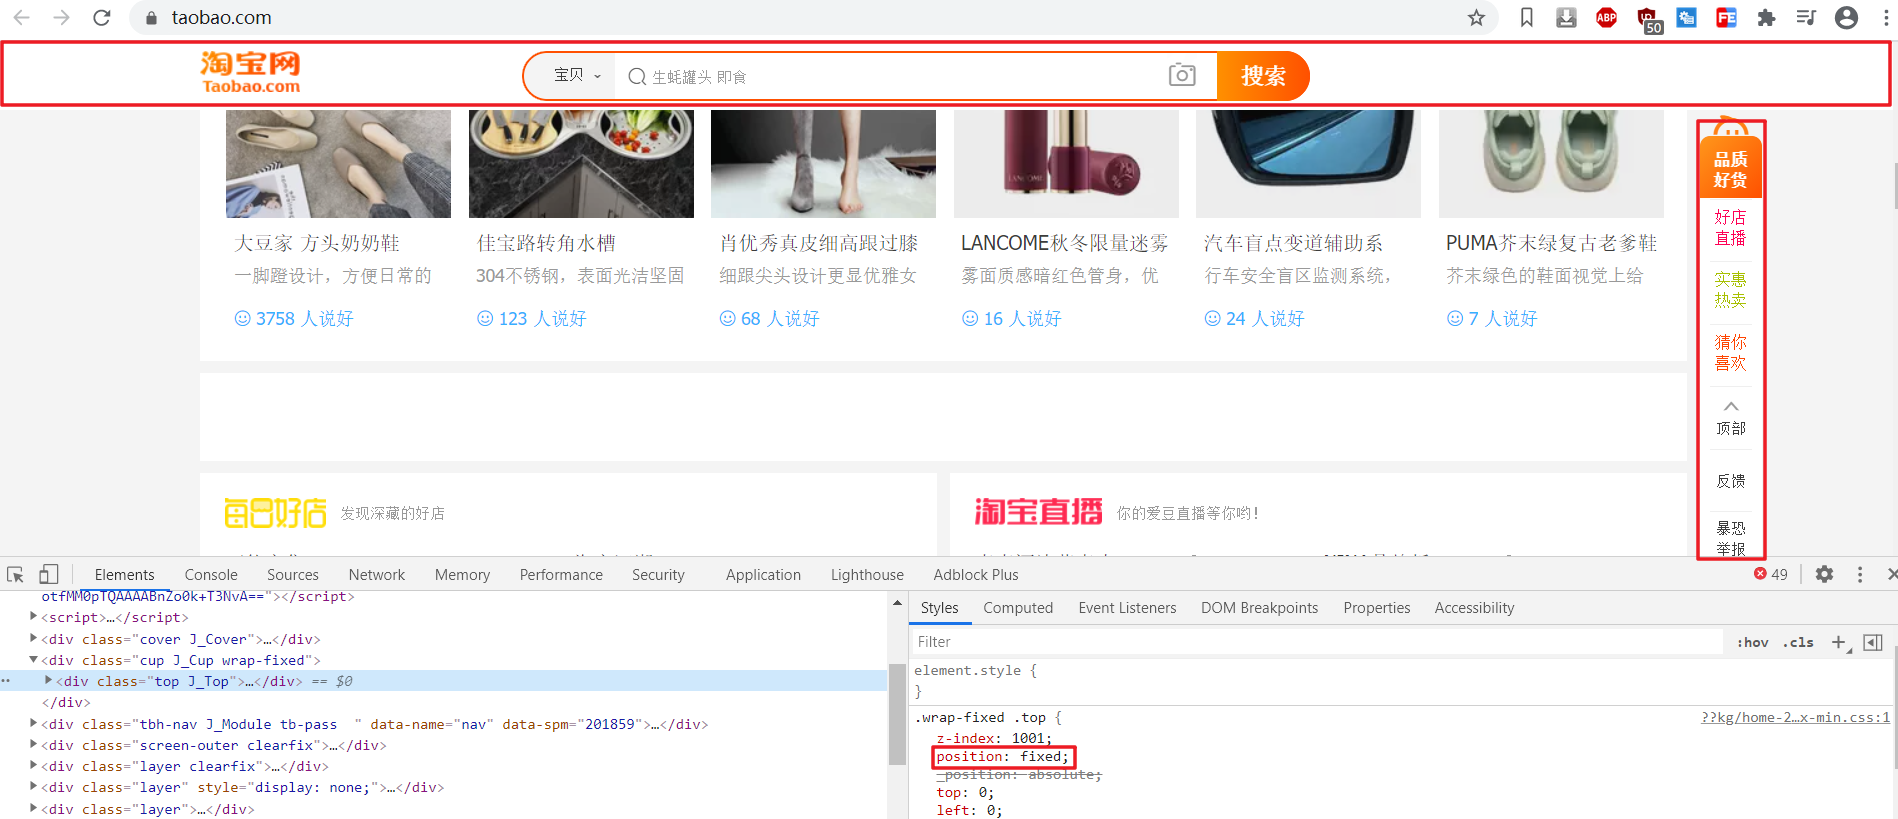 taobao.com
ABP
50
FE
淘宝网
Taobao.com
宝贝
生蚝罐头 即食
搜索
LANCOME
大豆家 方头奶奶鞋
佳宝路转角水槽
肖优秀真皮细高跟过膝
LANCOME秋冬限量迷雾
汽车盲点变道辅助系
PUMA芥末绿复古老爹鞋
一脚蹬设计，方便日常的
304不锈钢，表面光洁坚固
细跟尖头设计更显优雅女
雾面质感暗红色管身，优
行车安全盲区监测系统，
芥末绿色的鞋面视觉上给
3758 人说好
123 人说好
68 人说好
16 人说好
24 人说好
7 人说好
品质
好货
好店
直播
实惠
热卖
猜你
喜欢
顶部
反馈
暴恐
举报
每日好店
发现深藏的好店
淘宝直播
你的爱豆直播等你哟！
Elements
Console
Sources
Network
Memory
Performance
Security
Application
Lighthouse
Adblock Plus
49
otfMM0pTQAAAABnZo0k+T3NvA=="></script>
<script>…</script>
<div class="cover J_Cover">…</div>
<div class="cup J_Cup wrap-fixed">
<div class="top J_Top">…</div> == $0
</div>
<div class="tbh-nav J_Module tb-pass  " data-name="nav" data-spm="201859">…</div>
<div class="screen-outer clearfix">…</div>
<div class="layer clearfix">…</div>
<div class="layer" style="display: none;">…</div>
<div class="layer">…</div>
Styles
Computed
Event Listeners
DOM Breakpoints
Properties
Accessibility
Filter
:hov
.cls
element.style {
}
.wrap-fixed .top {
??kg/home-2…x-min.css:1
z-index: 1001;
position: fixed;
_position: absolute;
top: 0;
left: 0;